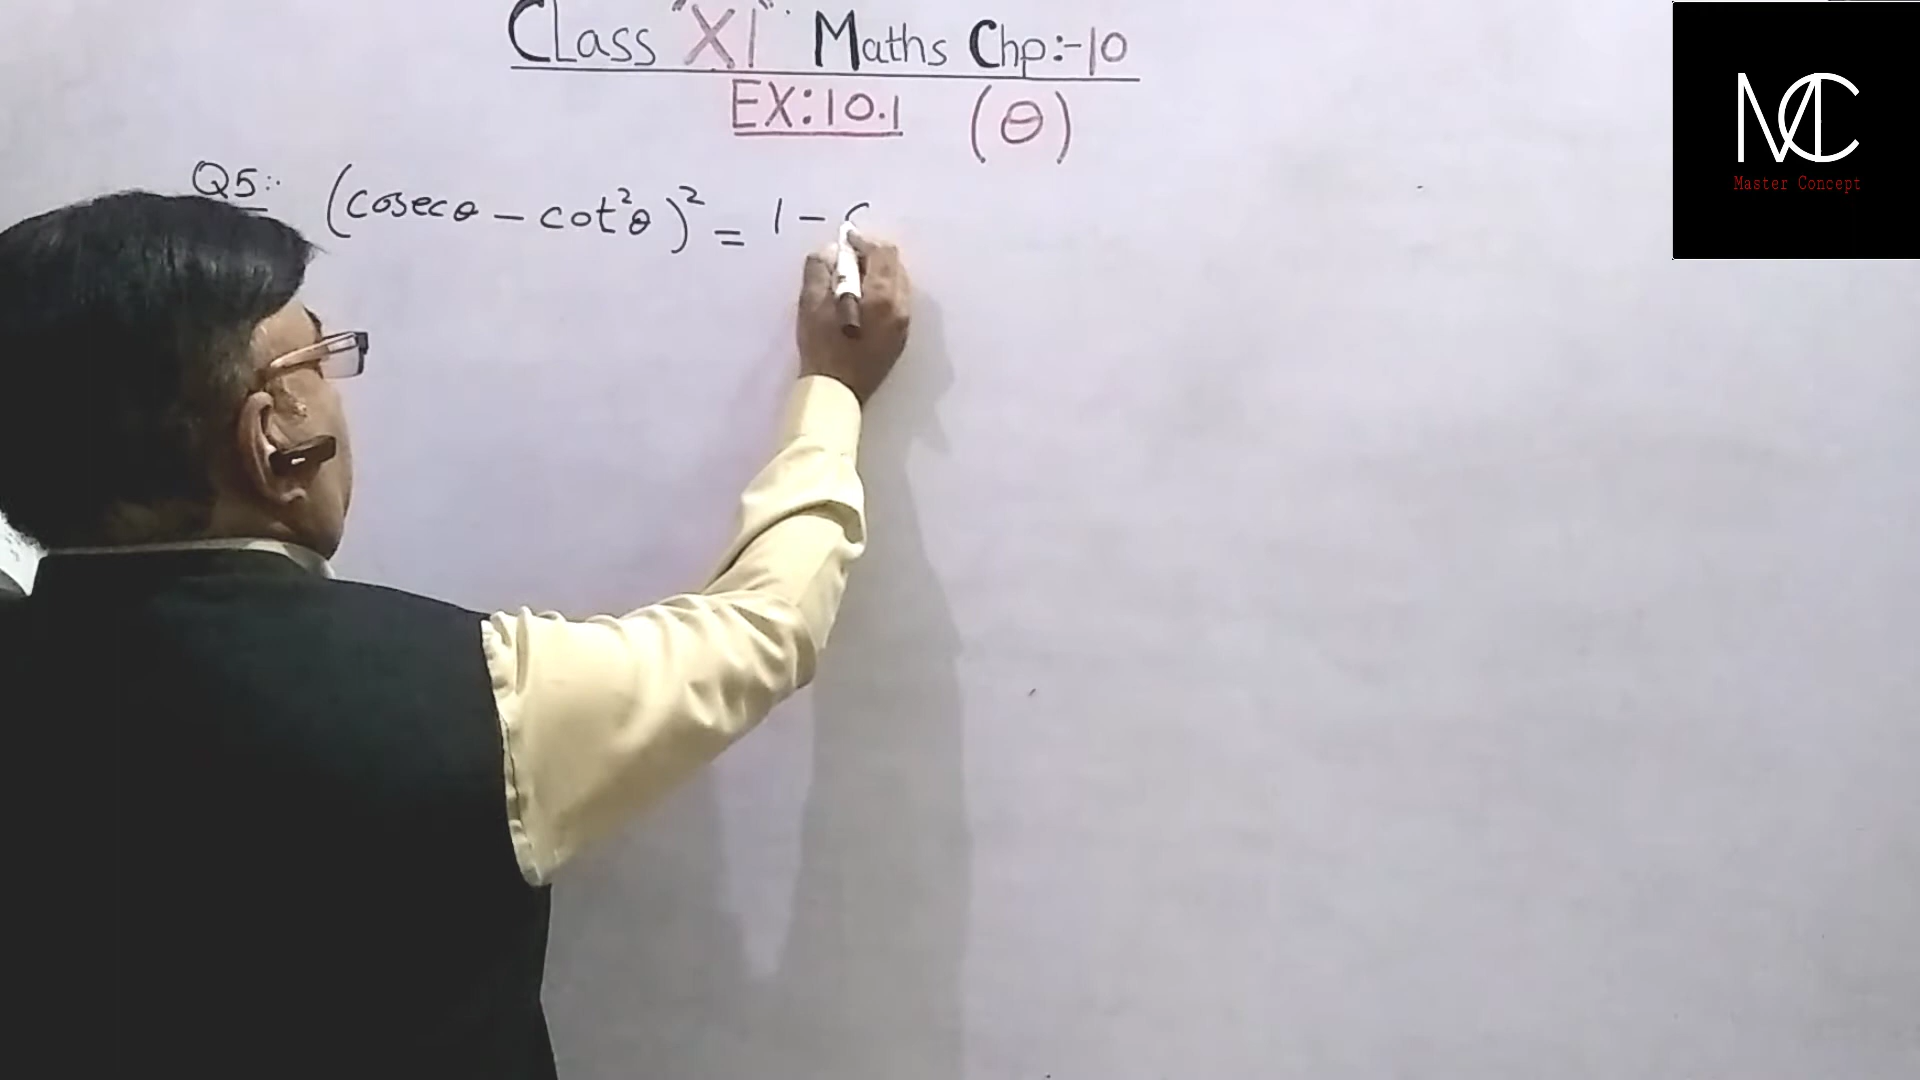 Class "XI" Maths Chp:-10
EX:10.1 (θ)
Q5:. (cosecθ - cot²θ)² = 1 - c
MC
Master Concept